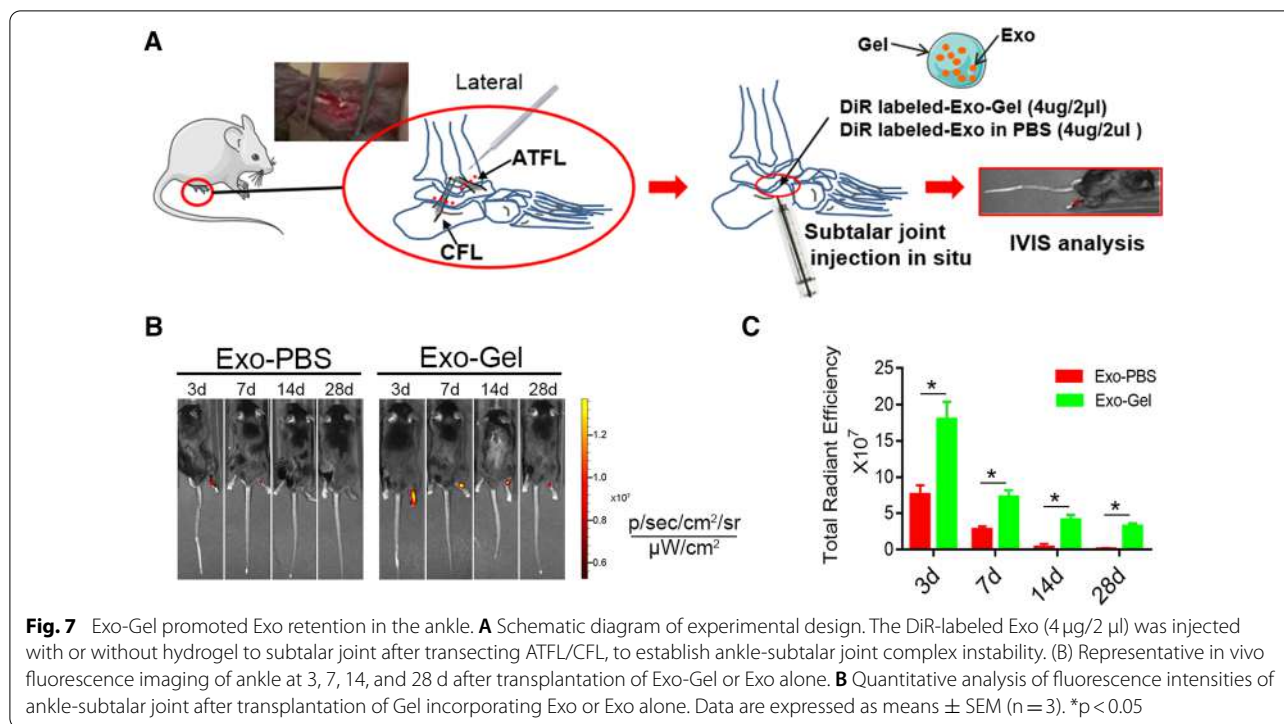 A
Lateral
ATFL
CFL
Gel
Exo
DiR labeled-Exo-Gel (4ug/2μl)
DiR labeled-Exo in PBS (4ug/2ul )
Subtalar joint
injection in situ
IVIS analysis
B
Exo-PBS
Exo-Gel
3d 7d 14d 28d
3d 7d 14d 28d
1.2
1.0
x10⁷
0.8
0.6
p/sec/cm²/sr
μW/cm²
C
Total Radiant Efficiency
X10⁷
25
20
15
10
5
0
* * * *
Exo-PBS
Exo-Gel
3d 7d 14d 28d
Fig. 7 Exo-Gel promoted Exo retention in the ankle. A Schematic diagram of experimental design. The DiR-labeled Exo (4 μg/2 μl) was injected
with or without hydrogel to subtalar joint after transecting ATFL/CFL, to establish ankle-subtalar joint complex instability. (B) Representative in vivo
fluorescence imaging of ankle at 3, 7, 14, and 28 d after transplantation of Exo-Gel or Exo alone. B Quantitative analysis of fluorescence intensities of
ankle-subtalar joint after transplantation of Gel incorporating Exo or Exo alone. Data are expressed as means ± SEM (n = 3). *p < 0.05